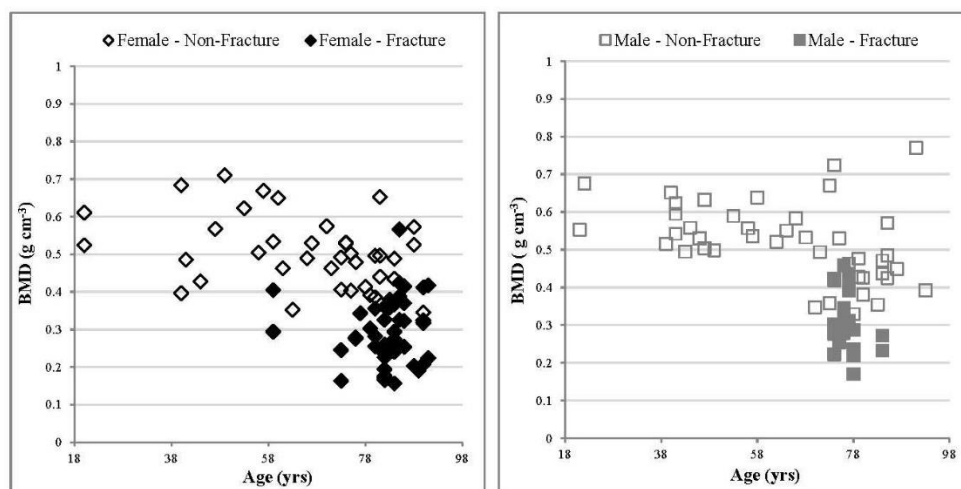 Female - Non-Fracture Female - Fracture
1
0.9
0.8
0.7
0.6
0.5
0.4
0.3
0.2
0.1
0
BMD (g cm-3)
18 38 58 78 98
Age (yrs)
Male - Non-Fracture Male - Fracture
1
0.9
0.8
0.7
0.6
0.5
0.4
0.3
0.2
0.1
0
BMD ( g cm-3)
18 38 58 78 98
Age (yrs)